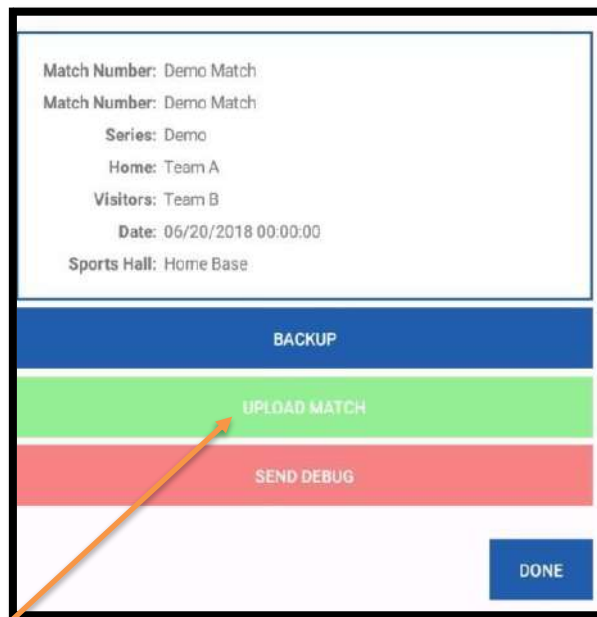 Match Number: Demo Match
Match Number: Demo Match
Series: Demo
Home: Team A
Visitors: Team B
Date: 06/20/2018 00:00:00
Sports Hall: Home Base
BACKUP
UPLOAD MATCH
SEND DEBUG
DONE